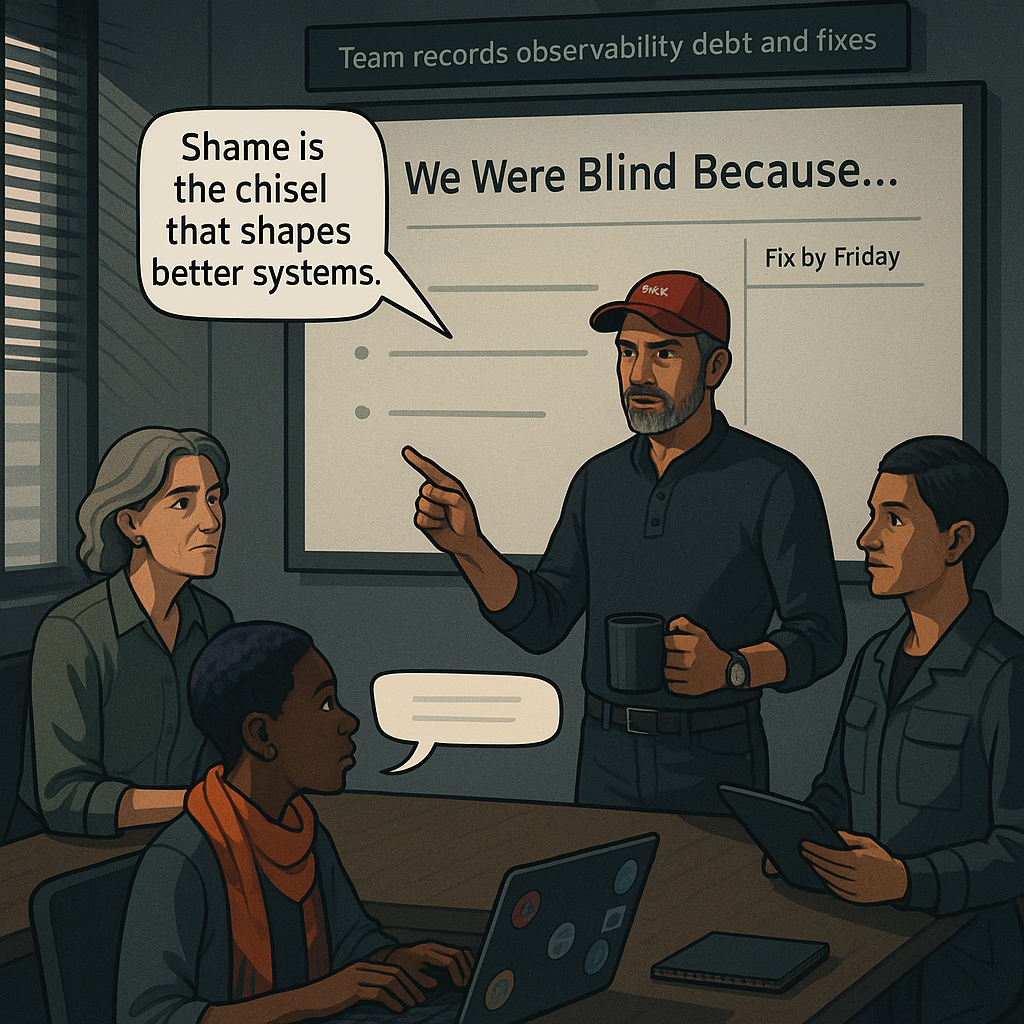 Team records observability debt and fixes
Shame is
the chisel
that shapes
better systems.
We Were Blind Because...
Fix by Friday